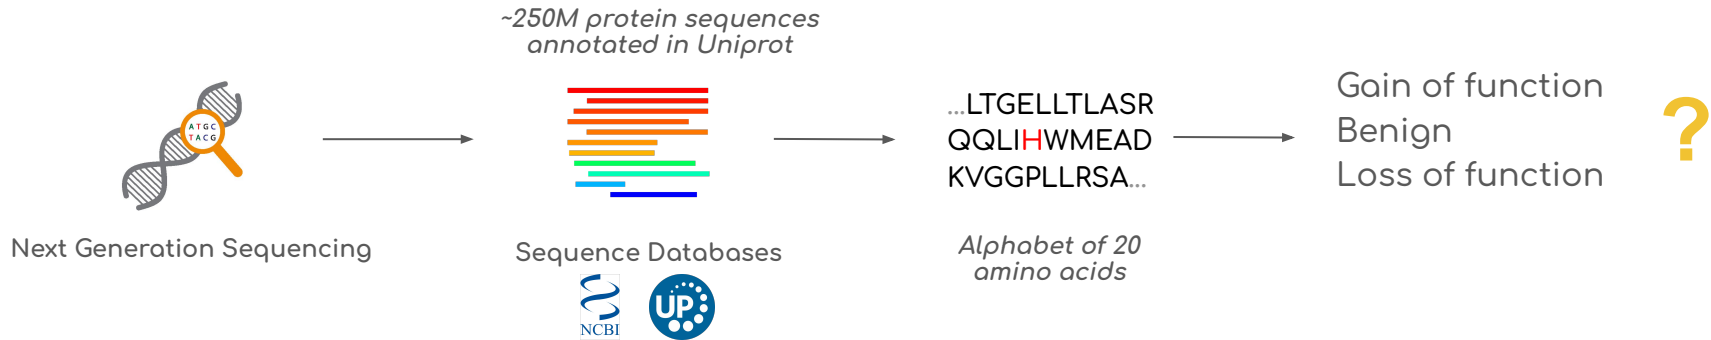 ~250M protein sequences
annotated in Uniprot
ATGC
TACG
...LTGELLTLASR
QQLIHWMEAD
KVGGPLLRSA...
Gain of function
Benign
Loss of function
?
Next Generation Sequencing
Sequence Databases
NCBI
UP
Alphabet of 20
amino acids